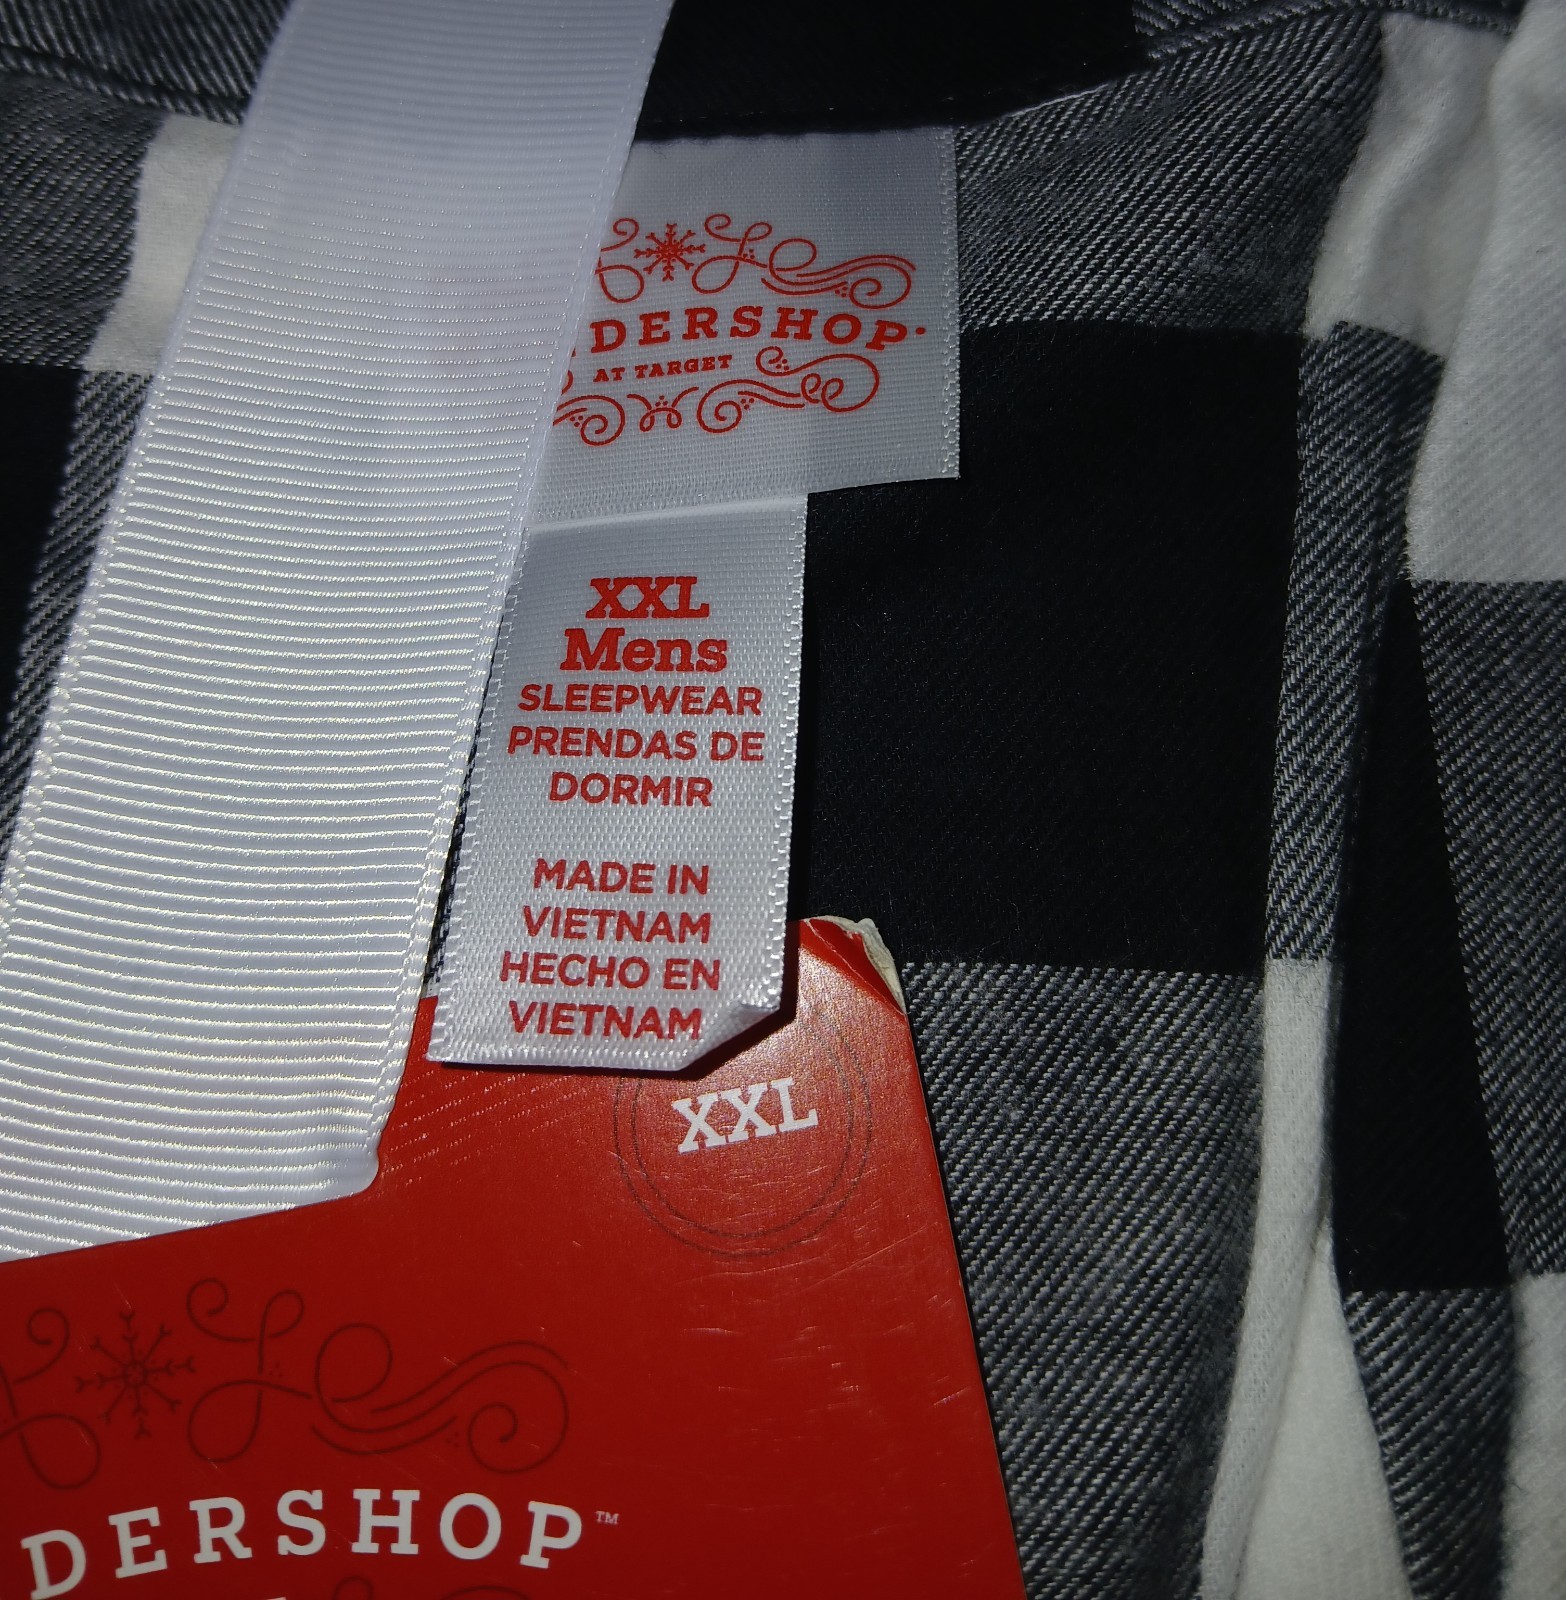 DERSHOP
AT TARGET
XXL
Mens
SLEEPWEAR
PRENDAS DE
DORMIR
MADE IN
VIETNAM
HECHO EN
VIETNAM
XXL
DERSHOP™